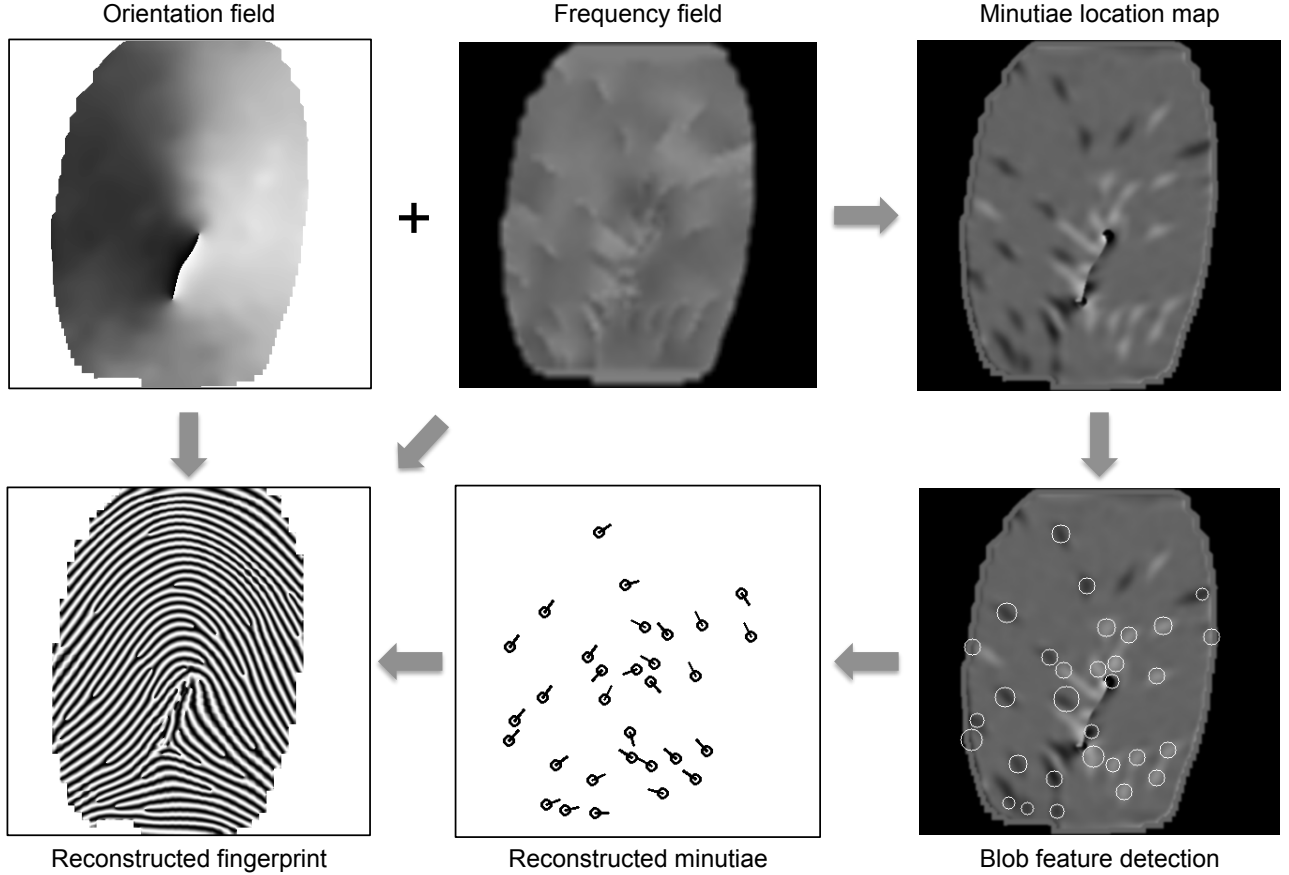 Orientation field
Frequency field
Minutiae location map
+
Reconstructed fingerprint
Reconstructed minutiae
Blob feature detection